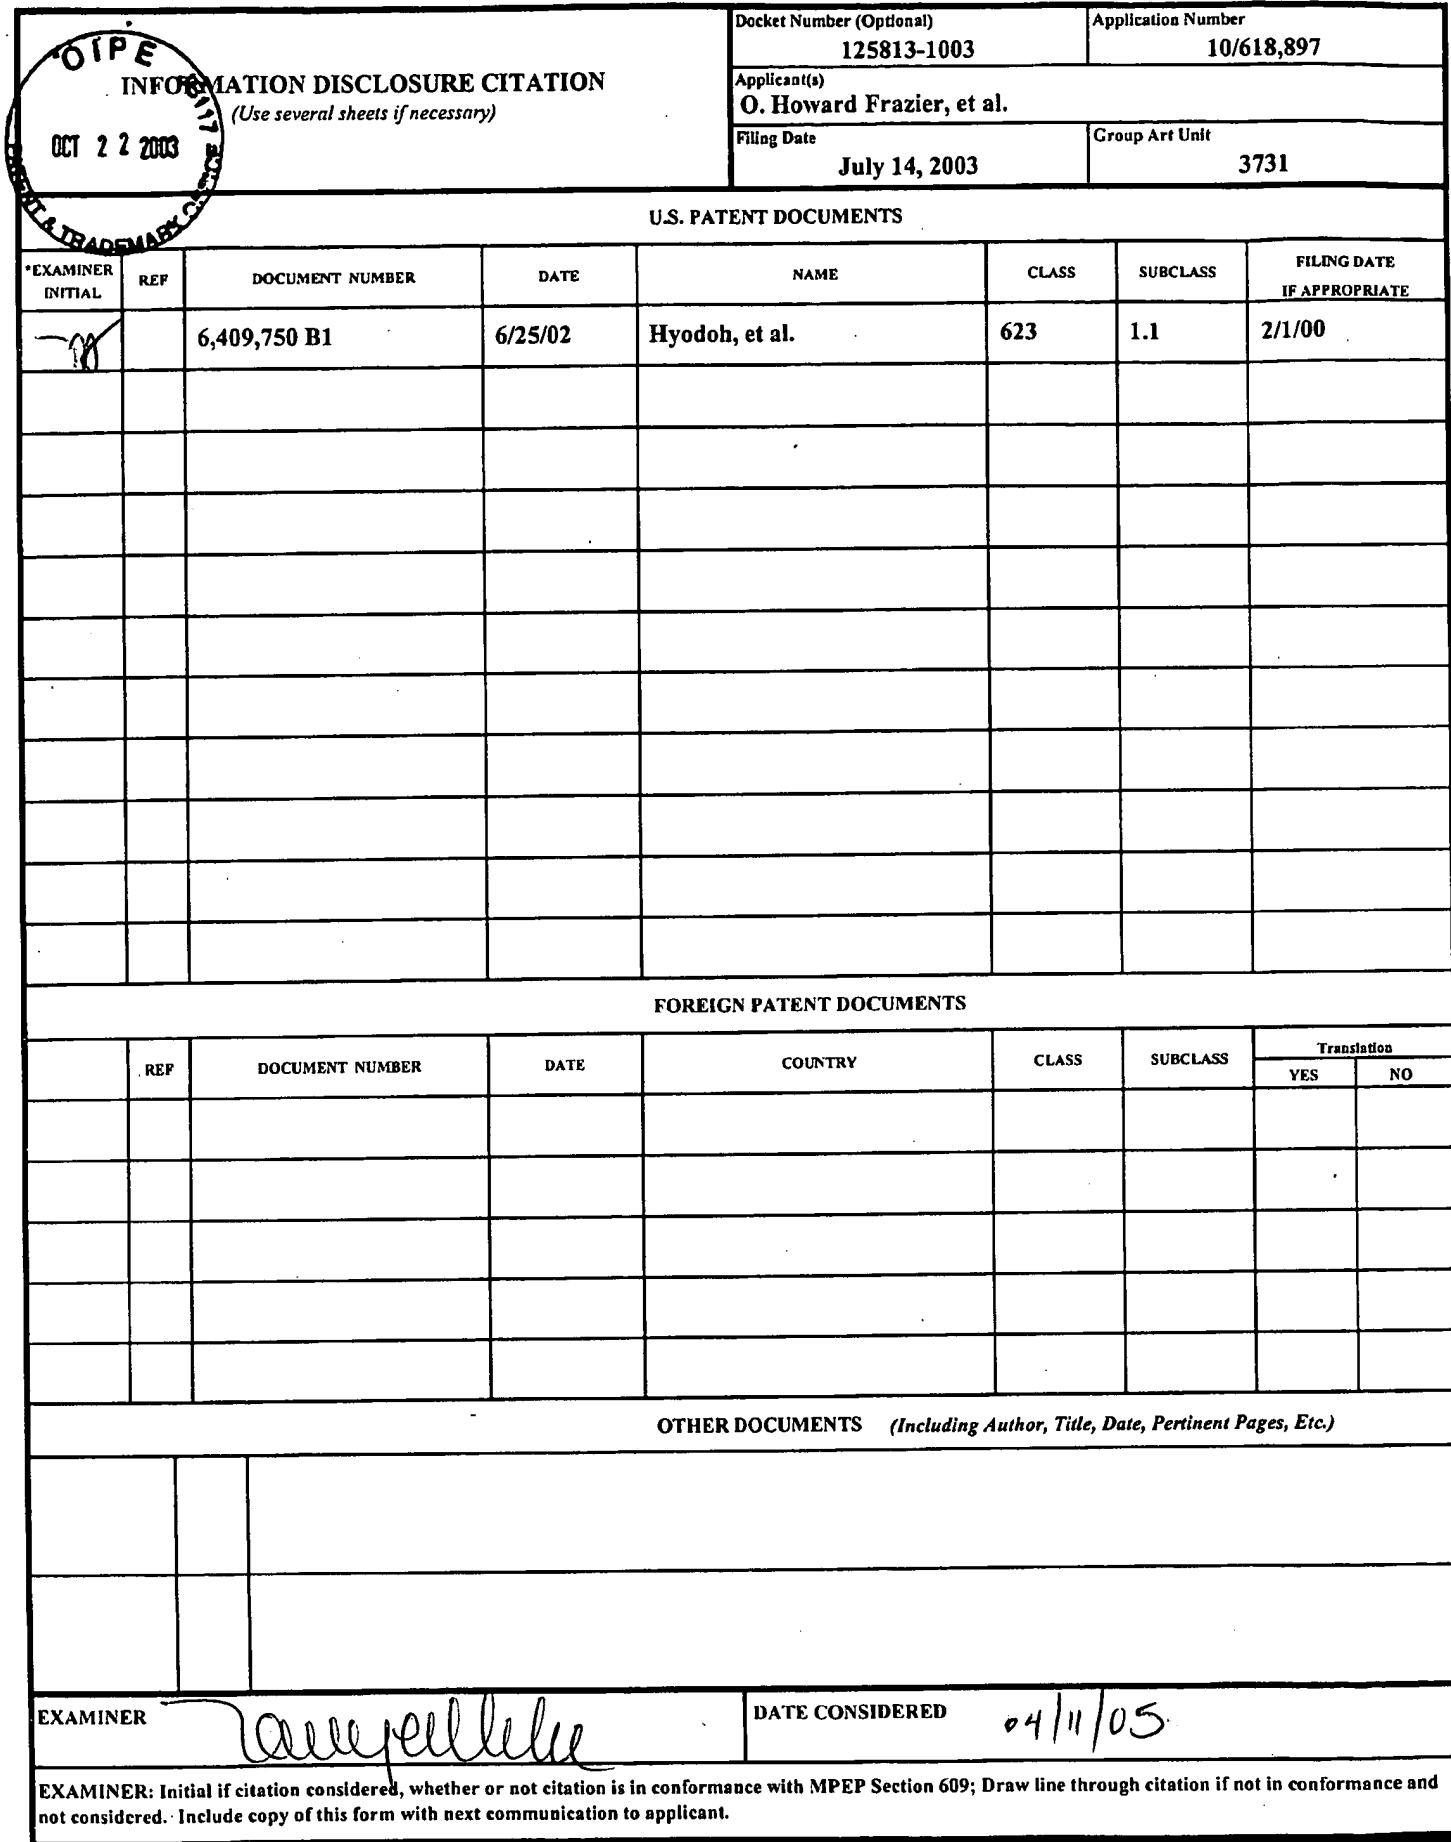 OIPE
OCT 2 2 2003
PATENT & TRADEMARK OFFICE
INFORMATION DISCLOSURE CITATION
(Use several sheets if necessary)
Docket Number (Optional)
125813-1003
Application Number
10/618,897
Applicant(s)
O. Howard Frazier, et al.
Filing Date
July 14, 2003
Group Art Unit
3731
U.S. PATENT DOCUMENTS
*EXAMINER INITIAL REF DOCUMENT NUMBER DATE NAME CLASS SUBCLASS FILING DATE IF APPROPRIATE
6,409,750 B1 6/25/02 Hyodoh, et al. 623 1.1 2/1/00
FOREIGN PATENT DOCUMENTS
REF DOCUMENT NUMBER DATE COUNTRY CLASS SUBCLASS Translation
YES NO
OTHER DOCUMENTS (Including Author, Title, Date, Pertinent Pages, Etc.)
EXAMINER
DATE CONSIDERED 04/11/05
EXAMINER: Initial if citation considered, whether or not citation is in conformance with MPEP Section 609; Draw line through citation if not in conformance and
not considered. Include copy of this form with next communication to applicant.